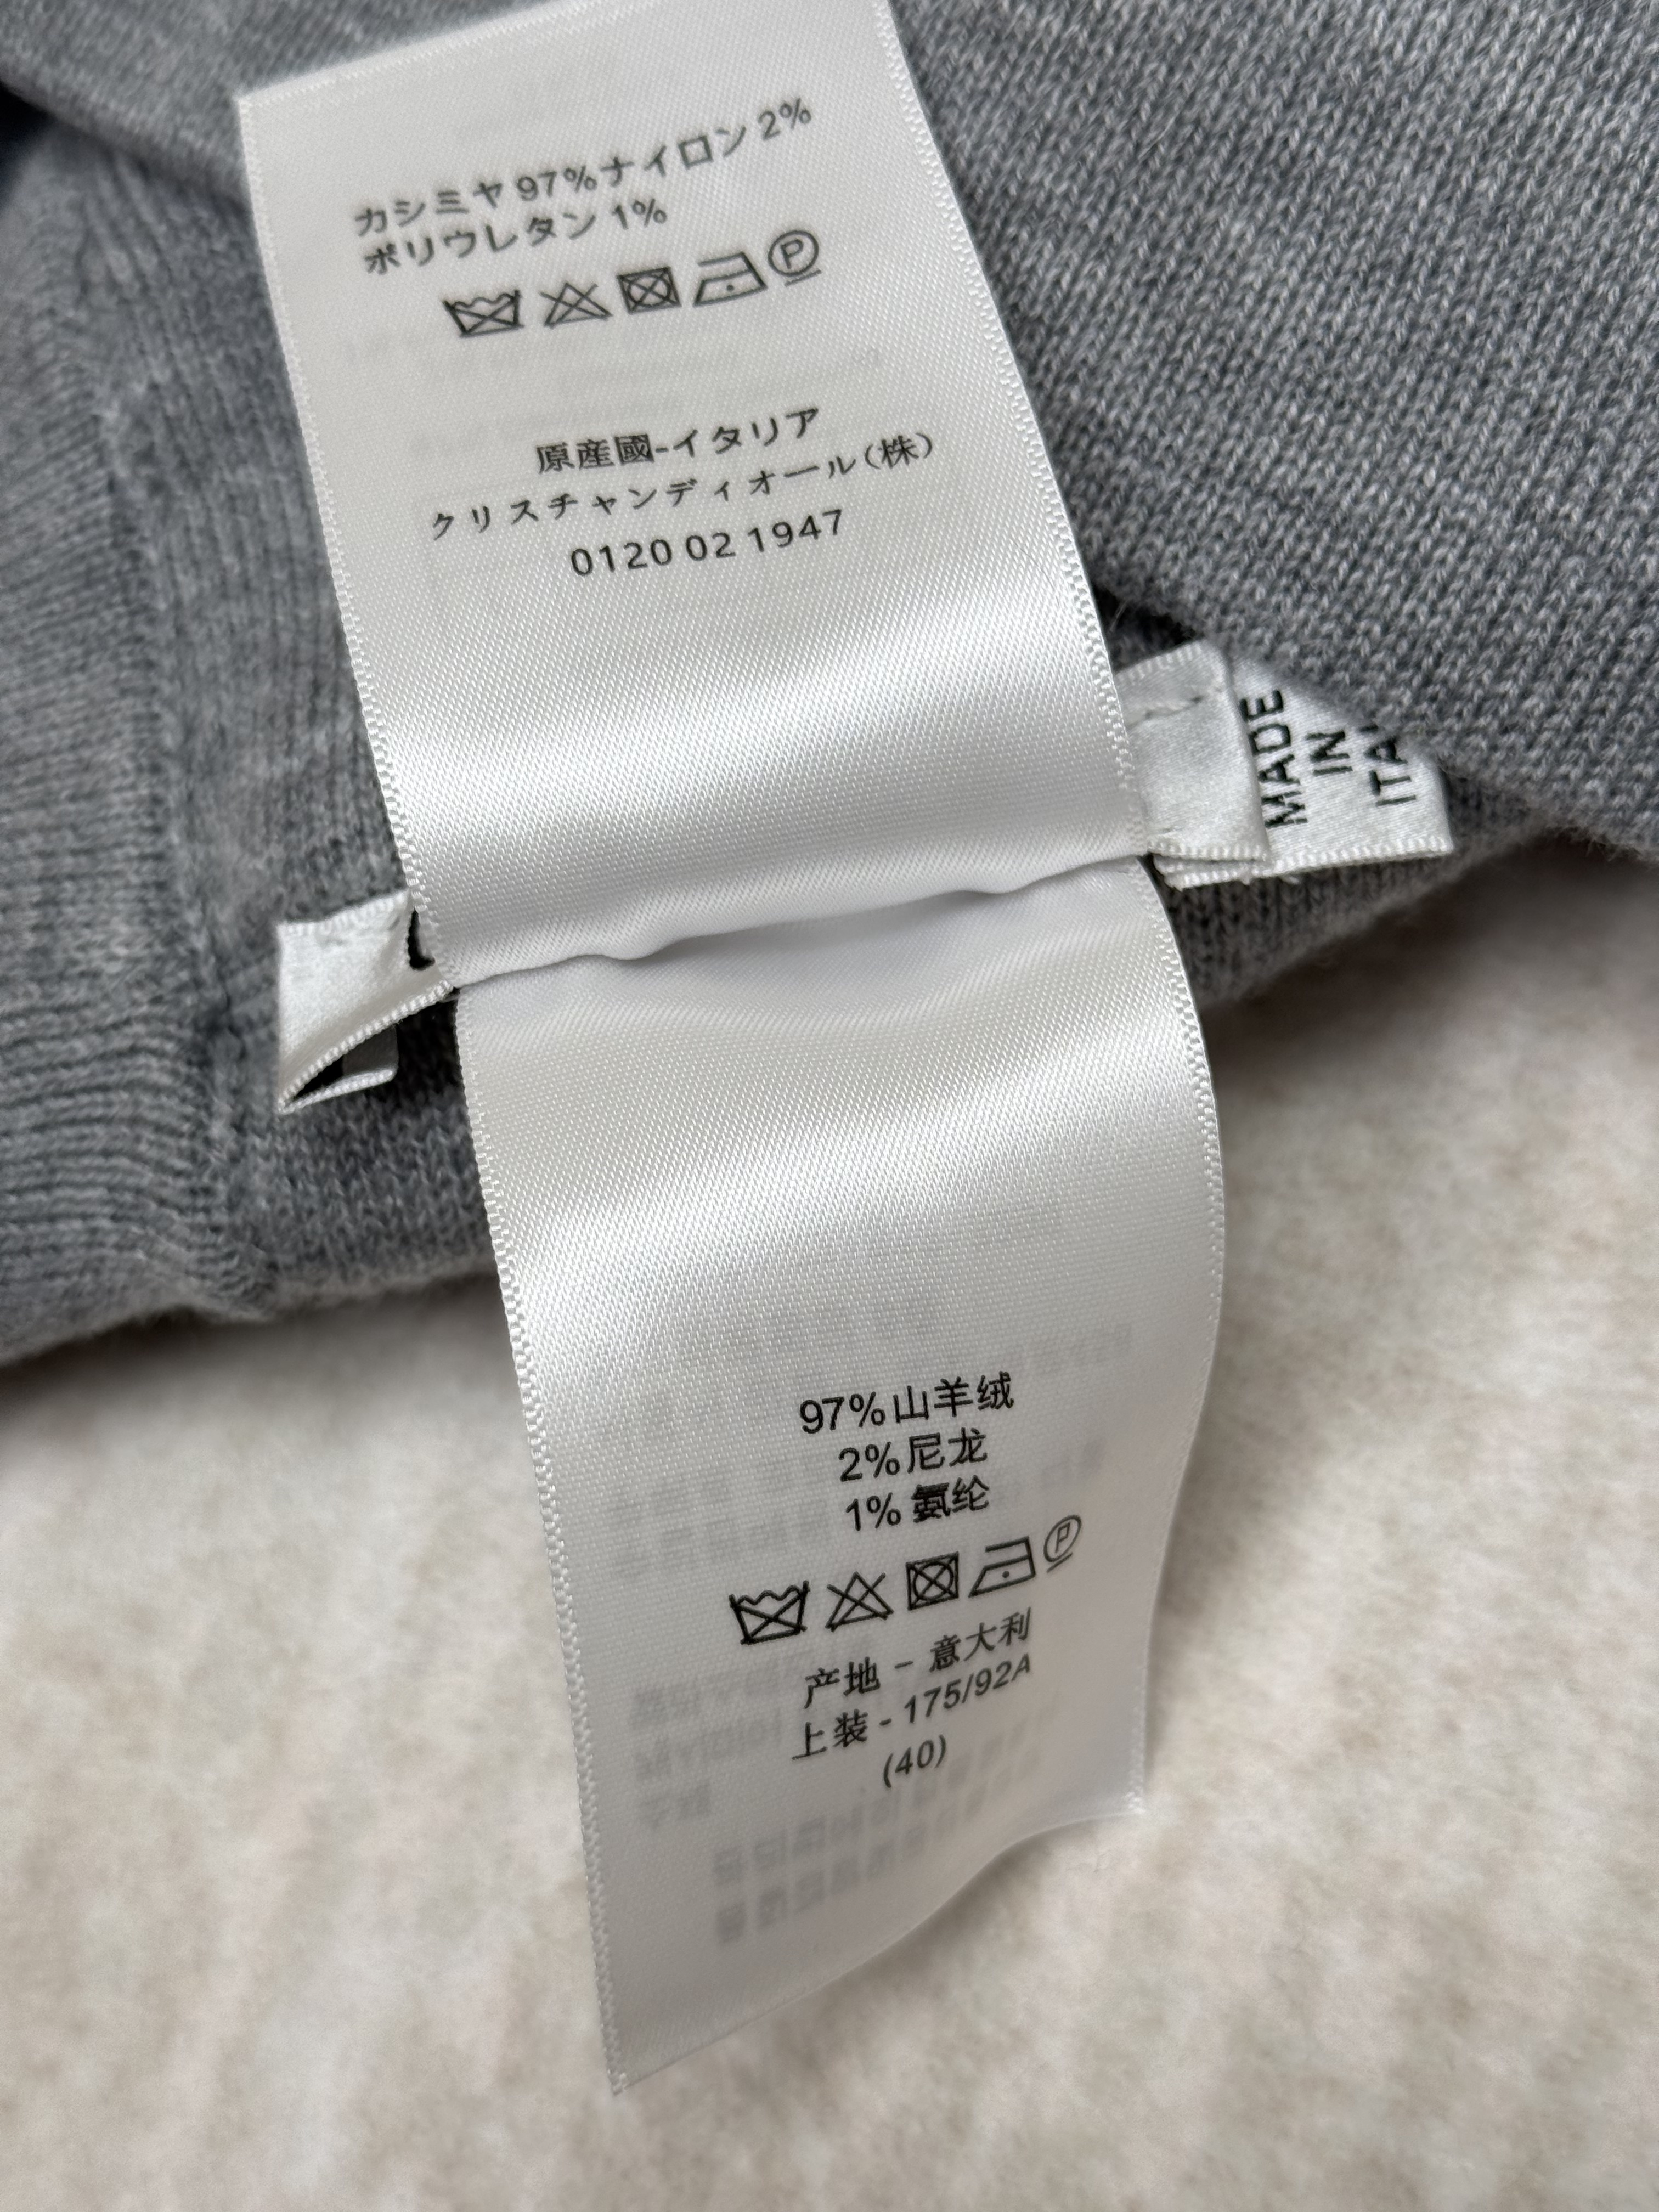 カシミヤ 97%ナイロン 2%
ポリウレタン 1%
P
原産國-イタリア
クリスチャンディオール(株)
0120 02 1947
MADE
IN
97%山羊绒
2%尼龙
1% 氨纶
P
产地 - 意大利
上装 - 175/92A
(40)